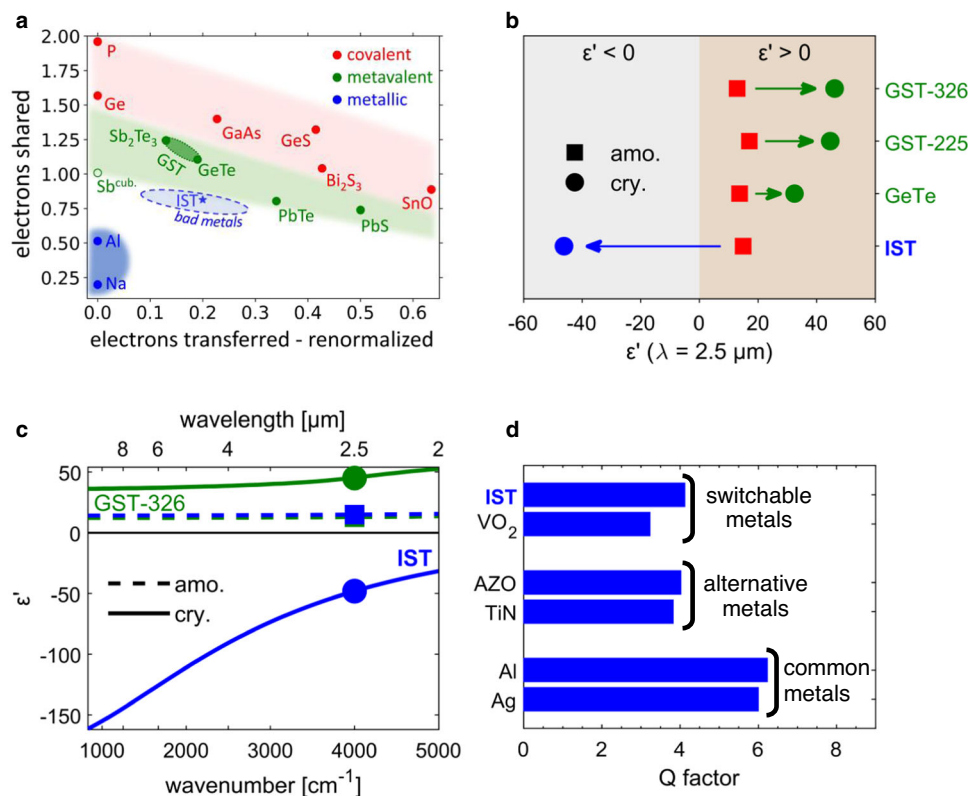 a
2.00
1.75
1.50
1.25
1.00
0.75
0.50
0.25
electrons shared
0.0 0.1 0.2 0.3 0.4 0.5 0.6
electrons transferred - renormalized
covalent
metavalent
metallic
P
Ge
GaAs
GeS
Bi2S3
SnO
Sb2Te3
GST
GeTe
Sbcub.
PbTe
PbS
IST
bad metals
Al
Na
b
ε' < 0 ε' > 0
amo.
cry.
GST-326
GST-225
GeTe
IST
-60 -40 -20 0 20 40 60
ε' (λ = 2.5 μm)
c
wavelength [μm]
8 6 4 2.5 2
50
0
-50
-100
-150
ε'
GST-326
IST
amo.
cry.
1000 2000 3000 4000 5000
wavenumber [cm-1]
d
IST
VO2
switchable
metals
AZO
TiN
alternative
metals
Al
Ag
common
metals
0 2 4 6 8
Q factor